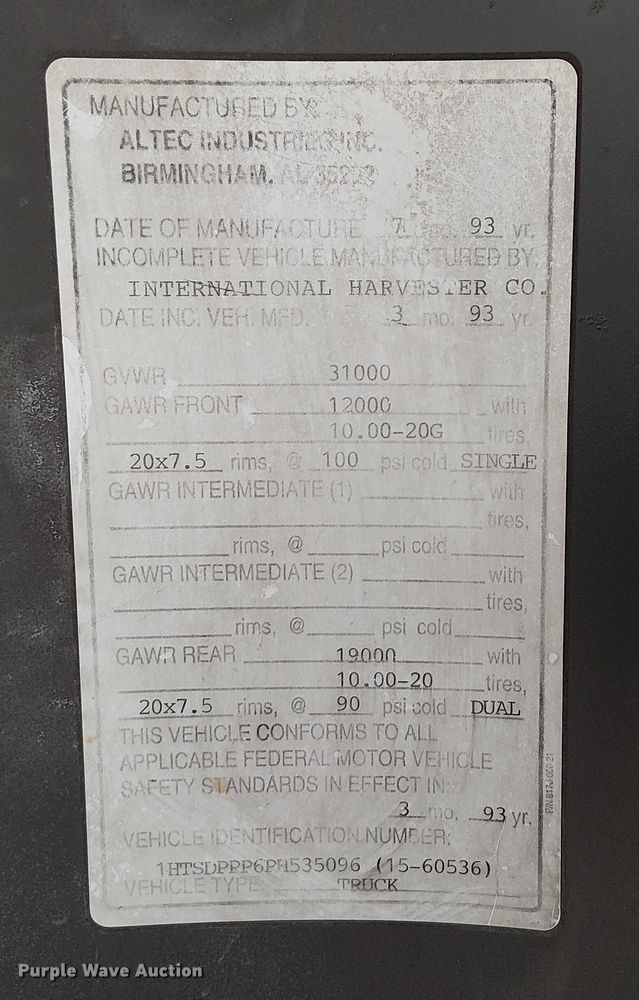 MANUFACTURED BY:
ALTEC INDUSTRIES, INC.
BIRMINGHAM, AL
DATE OF MANUFACTURE 7 mo. 93 yr.
INCOMPLETE VEHICLE MANUFACTURED BY:
INTERNATIONAL HARVESTER CO.
DATE INC. VEH. MFD. 3 mo. 93 yr.
GVWR 31000
GAWR FRONT 12000 with
10.00-20G tires,
20x7.5 rims, @ 100 psi cold SINGLE
GAWR INTERMEDIATE (1) with
tires,
rims, @ psi cold
GAWR INTERMEDIATE (2) with
tires,
rims, @ psi cold
GAWR REAR 19000 with
10.00-20 tires,
20x7.5 rims, @ 90 psi cold DUAL
THIS VEHICLE CONFORMS TO ALL
APPLICABLE FEDERAL MOTOR VEHICLE
SAFETY STANDARDS IN EFFECT IN:
3 mo. 93 yr.
VEHICLE IDENTIFICATION NUMBER:
1HTSDPPP6PH535096 (15-60536)
VEHICLE TYPE TRUCK
Purple Wave Auction